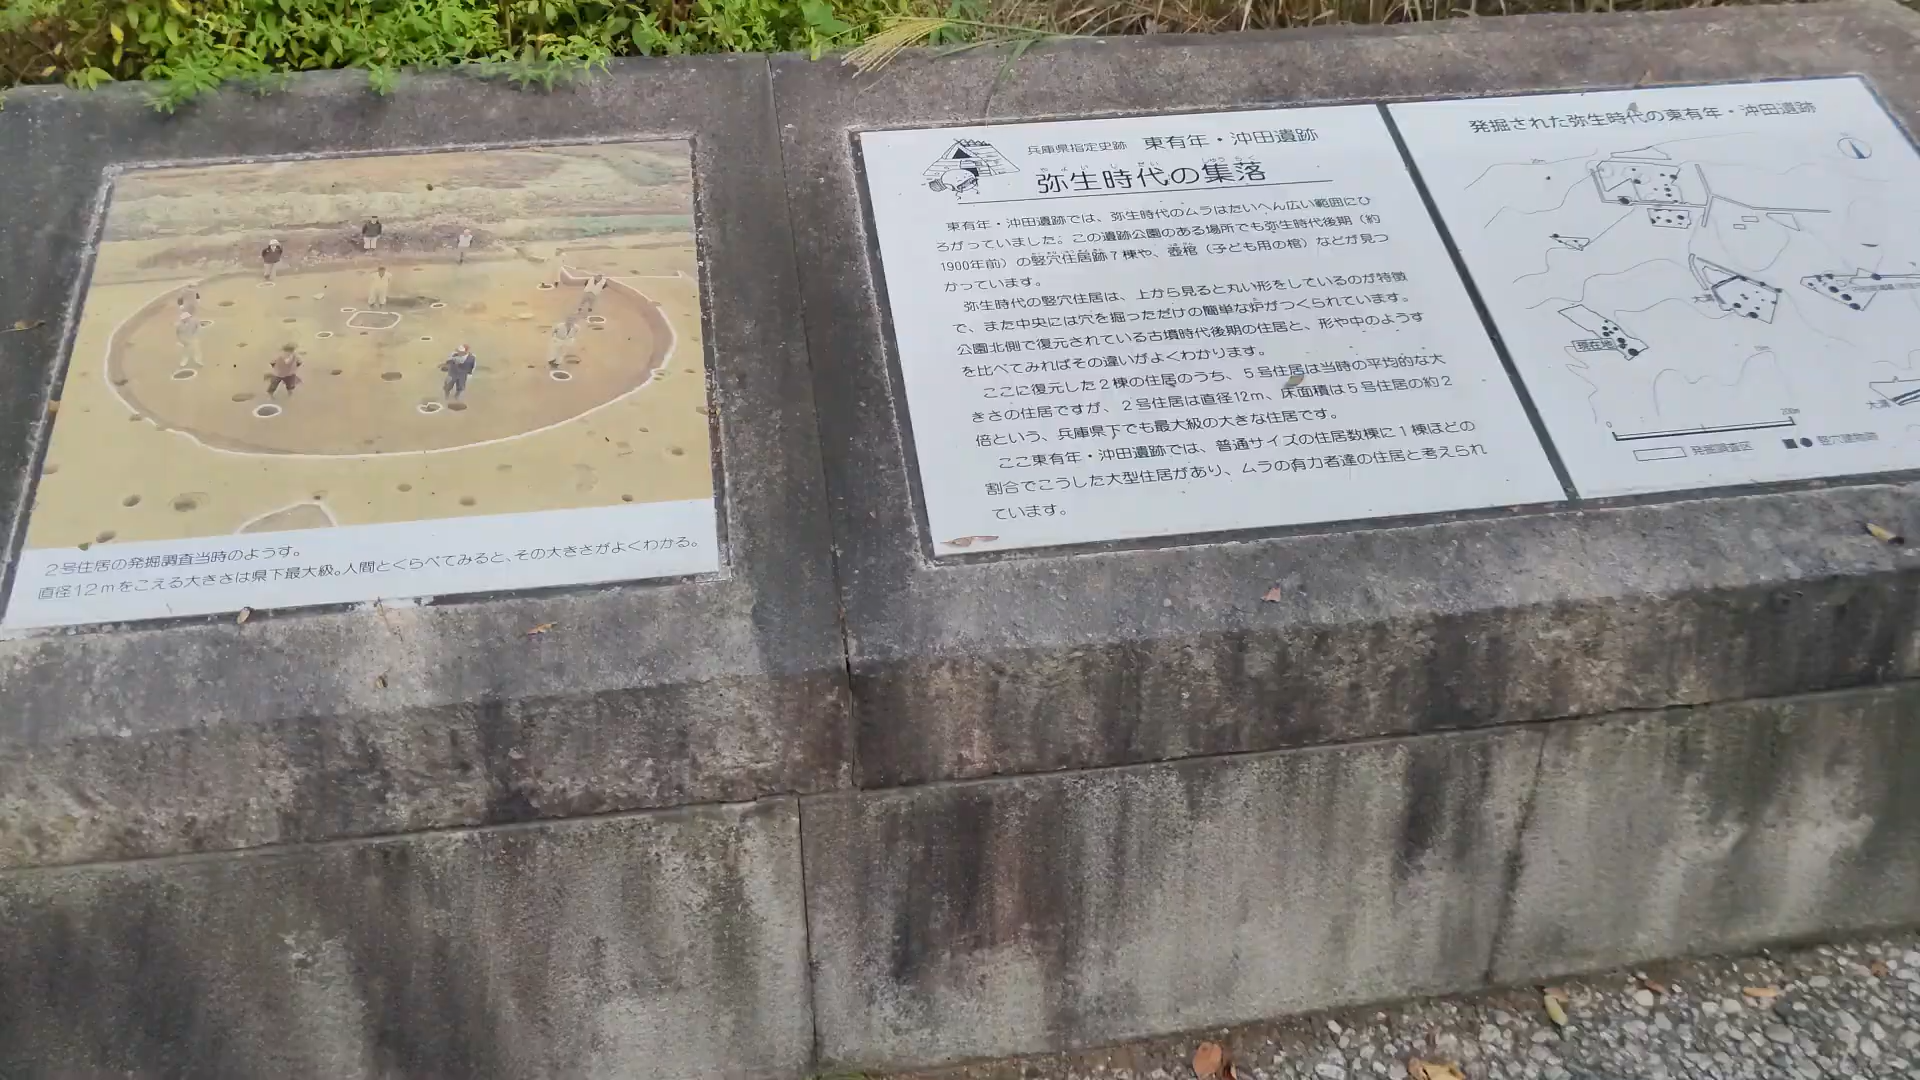 ２号住居の発掘調査当時のようす。
直径12ｍをこえる大きさは県下最大級。人間とくらべてみると、その大きさがよくわかる。
兵庫県指定史跡 東有年・沖田遺跡
弥生時代の集落
東有年・沖田遺跡では、弥生時代のムラはたいへん広い範囲にひ
ろがっていました。この遺跡公園のある場所でも弥生時代後期（約
1900年前）の竪穴住居跡７棟や、壺棺（子ども用の棺）などが見つ
かっています。
弥生時代の竪穴住居は、上から見ると丸い形をしているのが特徴
で、また中央には穴を掘っただけの簡単な炉がつくられています。
公園北側で復元されている古墳時代後期の住居と、形や中のようす
を比べてみればその違いがよくわかります。
ここに復元した２棟の住居のうち、５号住居は当時の平均的な大
きさの住居ですが、２号住居は直径12m、床面積は５号住居の約２
倍という、兵庫県下でも最大級の大きな住居です。
ここ東有年・沖田遺跡では、普通サイズの住居数棟に１棟ほどの
割合でこうした大型住居があり、ムラの有力者達の住居と考えられ
ています。
発掘された弥生時代の東有年・沖田遺跡
大溝
現在地
大溝
200m
発掘調査区
竪穴建物跡